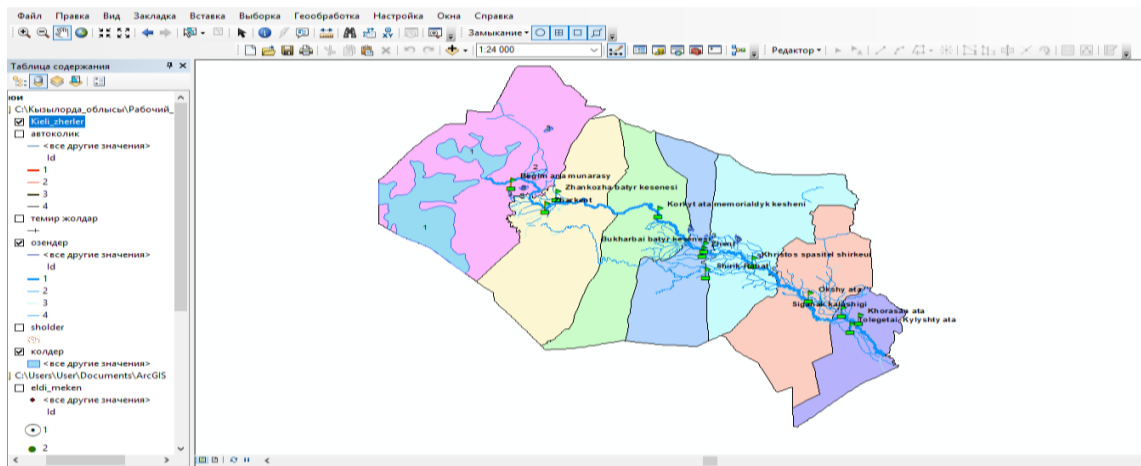 Файл Правка Вид Закладка Вставка Выборка Геообработка Настройка Окна Справка
Замыкание
1:24 000 Редактор
Таблица содержания
юи
C:\Кызылорда_облысы\Рабочий_
Kieli_zherler
автоколик
<все другие значения>
Id
1
2
3
4
темир жолдар
озендер
<все другие значения>
Id
1
2
3
4
sholder
колдер
<все другие значения>
C:\Users\User\Documents\ArcGIS
eldi_meken
<все другие значения>
Id
1
2
1
2
1
Begim ana munarasy
Zhankozha batyr kesenesi
Korkyt ata memorialdyk kesheni
Bukharbai batyr kesenesi
Khristos spasitel shirkeui
Shirik Rabat
Okshy ata
Siganak kalashigi
Khorasan ata
Tolegetai, Kylyshty ata